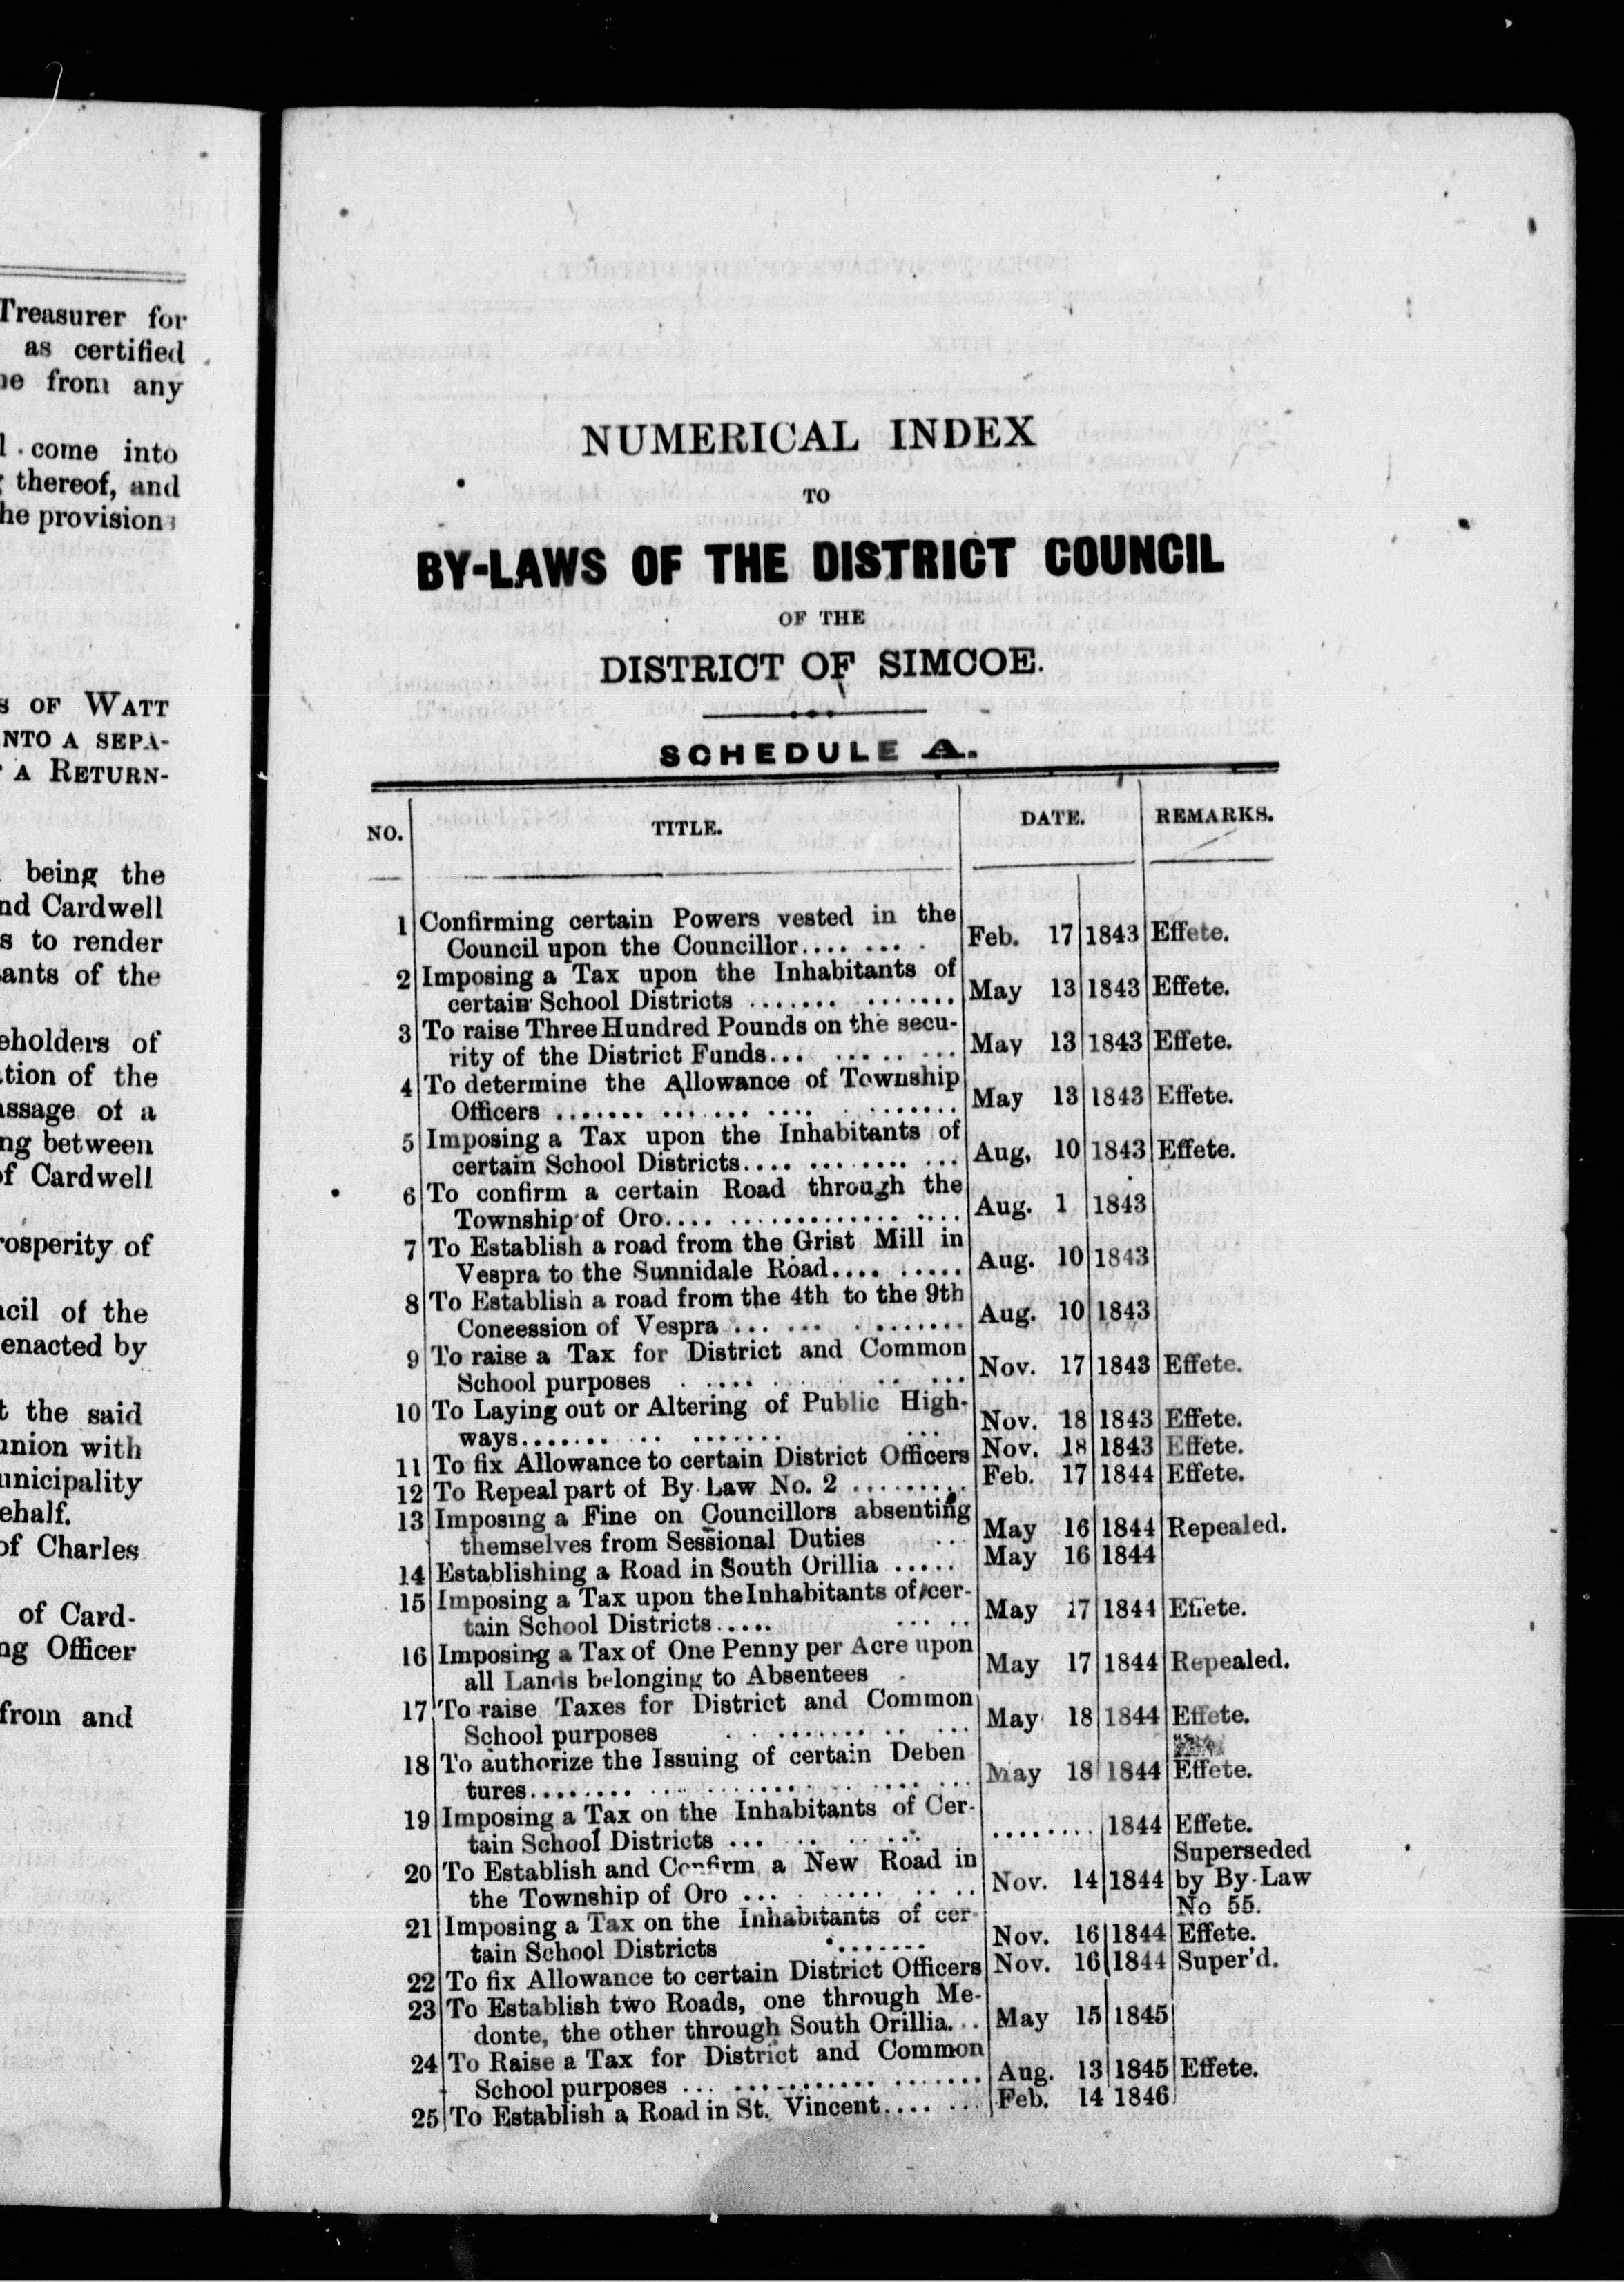 Treasurer for
as certified
from any
come into
thereof, and
he provision
OF WATT
NTO A SEPA-
A RETURN-
being the
nd Cardwell
s to render
ants of the
eholders of
tion of the
ssage of a
ng between
of Cardwell
rosperity of
cil of the
enacted by
t the said
union with
unicipality
ehalf.
of Charles
of Card-
ng Officer
from and
NUMERICAL INDEX
TO
BY-LAWS OF THE DISTRICT COUNCIL
OF THE
DISTRICT OF SIMCOE.
SCHEDULE A.
NO. TITLE. DATE. REMARKS.
1 Confirming certain Powers vested in the
Council upon the Councillor.... ... . Feb. 17 1843 Effete.
2 Imposing a Tax upon the Inhabitants of
certain School Districts ....... ....... May 13 1843 Effete.
3 To raise Three Hundred Pounds on the secu-
rity of the District Funds... ... .. ... May 13 1843 Effete.
4 To determine the Allowance of Township
Officers ....... ... ... .... . ....... May 13 1843 Effete.
5 Imposing a Tax upon the Inhabitants of
certain School Districts.... ... .... ... Aug, 10 1843 Effete.
6 To confirm a certain Road through the
Township of Oro.... .............. .... Aug. 1 1843
7 To Establish a road from the Grist Mill in
Vespra to the Sunnidale Road.... ..... Aug. 10 1843
8 To Establish a road from the 4th to the 9th
Concession of Vespra ... ... . ....... Aug. 10 1843
9 To raise a Tax for District and Common
School purposes . .... .. ... Nov. 17 1843 Effete.
10 To Laying out or Altering of Public High-
ways....... .. ....... ... Nov. 18 1843 Effete.
11 To fix Allowance to certain District Officers Nov. 18 1843 Effete.
12 To Repeal part of By-Law No. 2 ......... Feb. 17 1844 Effete.
13 Imposing a Fine on Councillors absenting
themselves from Sessional Duties ... May 16 1844 Repealed.
14 Establishing a Road in South Orillia ..... May 16 1844
15 Imposing a Tax upon the Inhabitants of cer-
tain School Districts..... ... .. May 17 1844 Effete.
16 Imposing a Tax of One Penny per Acre upon
all Lands belonging to Absentees . May 17 1844 Repealed.
17 To raise Taxes for District and Common
School purposes . . ....... .. ... May 18 1844 Effete.
18 To authorize the Issuing of certain Deben
tures........ ... ........ .. .... ... May 18 1844 Effete.
19 Imposing a Tax on the Inhabitants of Cer-
tain School Districts ... .. .. ... ........ 1844 Effete.
20 To Establish and Confirm a New Road in
the Township of Oro ... . ..... .. .. Nov. 14 1844 Superseded
by By-Law
No 55.
21 Imposing a Tax on the Inhabitants of cer-
tain School Districts ........ Nov. 16 1844 Effete.
22 To fix Allowance to certain District Officers Nov. 16 1844 Super'd.
23 To Establish two Roads, one through Me-
donte, the other through South Orillia... May 15 1845
24 To Raise a Tax for District and Common
School purposes ... ............ ....... Aug. 13 1845 Effete.
25 To Establish a Road in St. Vincent.... ... Feb. 14 1846